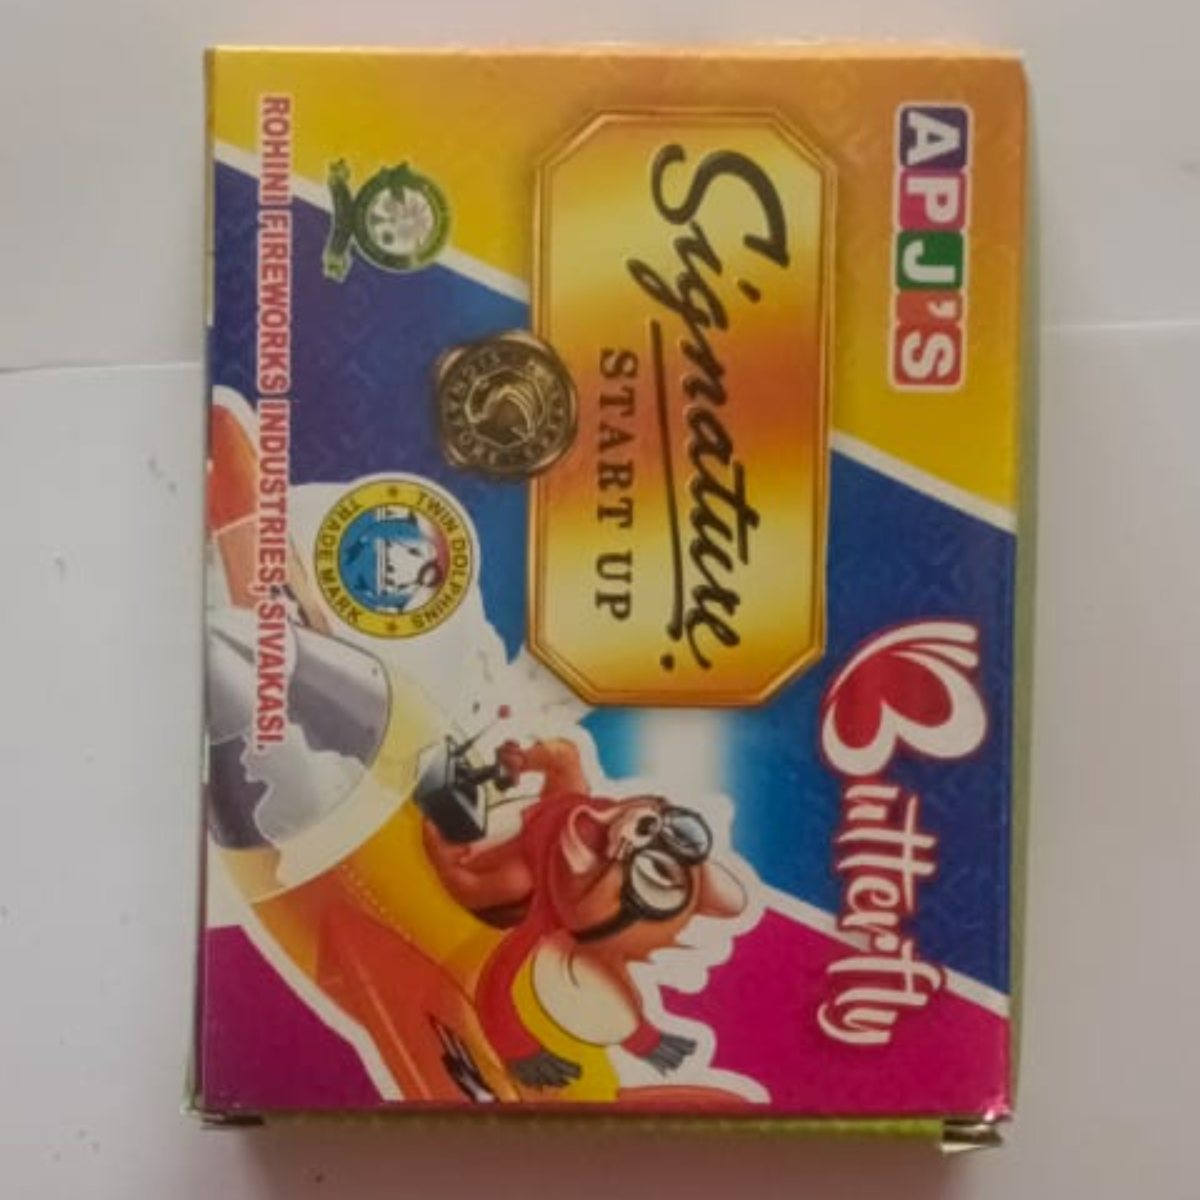 APJ'S
Butterfly
Signature.
START UP
TWIN DOLPHINS
TRADE MARK
ROHINI FIREWORKS INDUSTRIES, SIVAKASI.